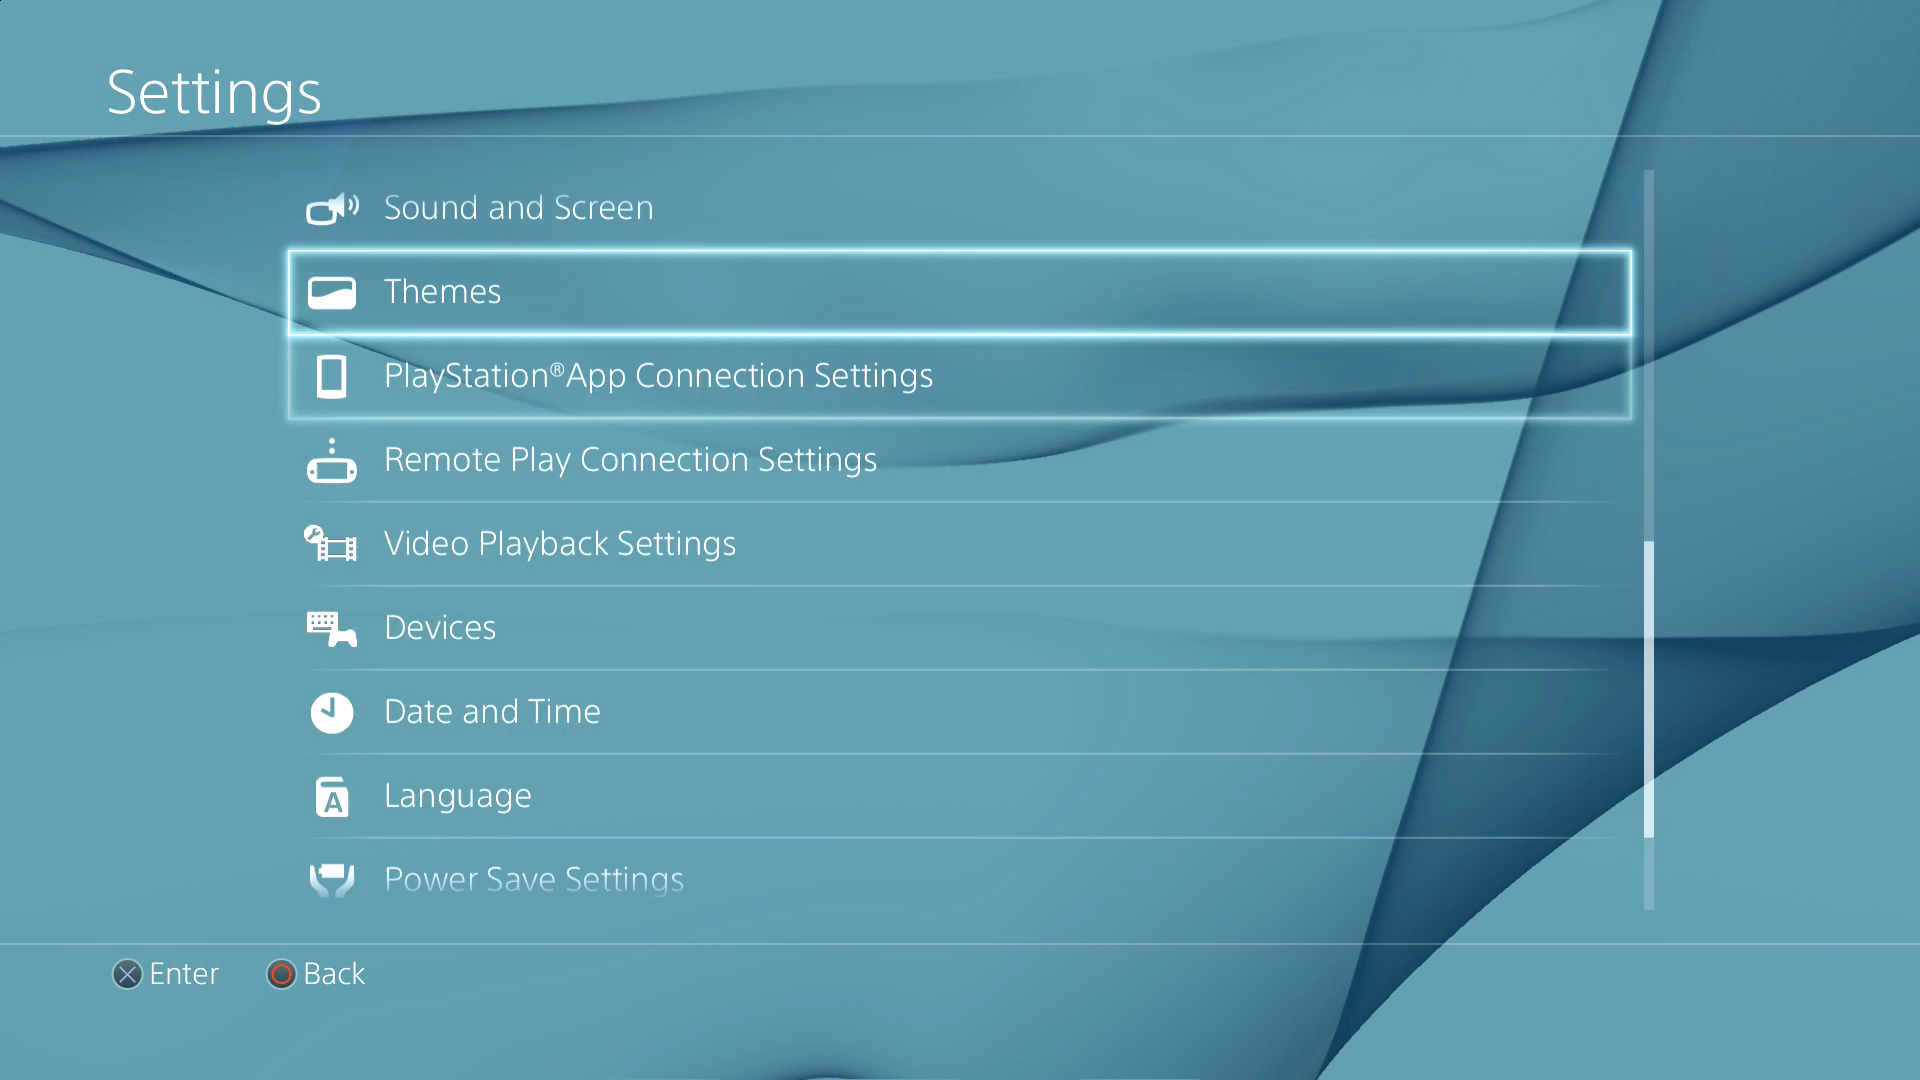 Settings
Sound and Screen
Themes
PlayStation®App Connection Settings
Remote Play Connection Settings
Video Playback Settings
Devices
Date and Time
Language
Power Save Settings
Enter Back